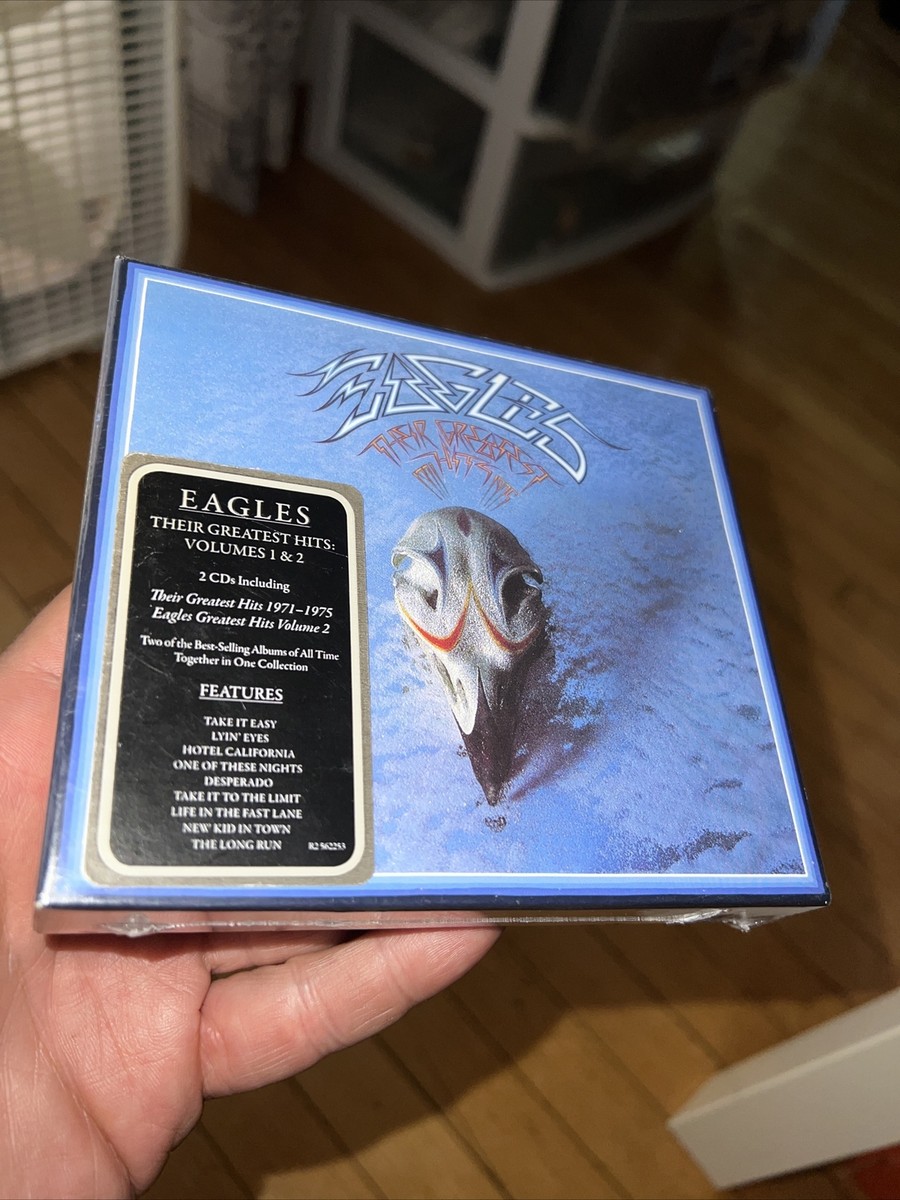 EAGLES
THEIR GREATEST
HITS
EAGLES
THEIR GREATEST HITS:
VOLUMES 1 & 2
2 CDs Including
Their Greatest Hits 1971–1975
Eagles Greatest Hits Volume 2
Two of the Best-Selling Albums of All Time
Together in One Collection
FEATURES
TAKE IT EASY
LYIN' EYES
HOTEL CALIFORNIA
ONE OF THESE NIGHTS
DESPERADO
TAKE IT TO THE LIMIT
LIFE IN THE FAST LANE
NEW KID IN TOWN
THE LONG RUN R2 562253